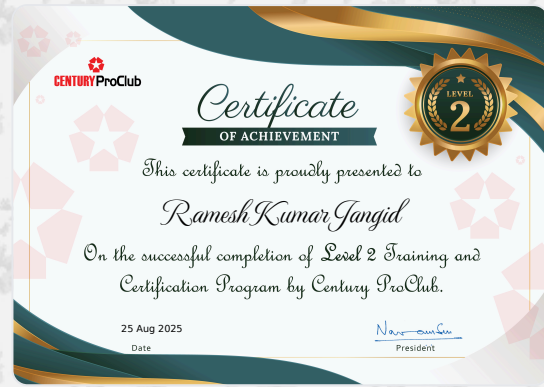 CENTURY ProClub
Certificate
OF ACHIEVEMENT
LEVEL
2
This certificate is proudly presented to
Ramesh Kumar Jangid
On the successful completion of Level 2 Training and
Certification Program by Century ProClub.
25 Aug 2025
Date
President